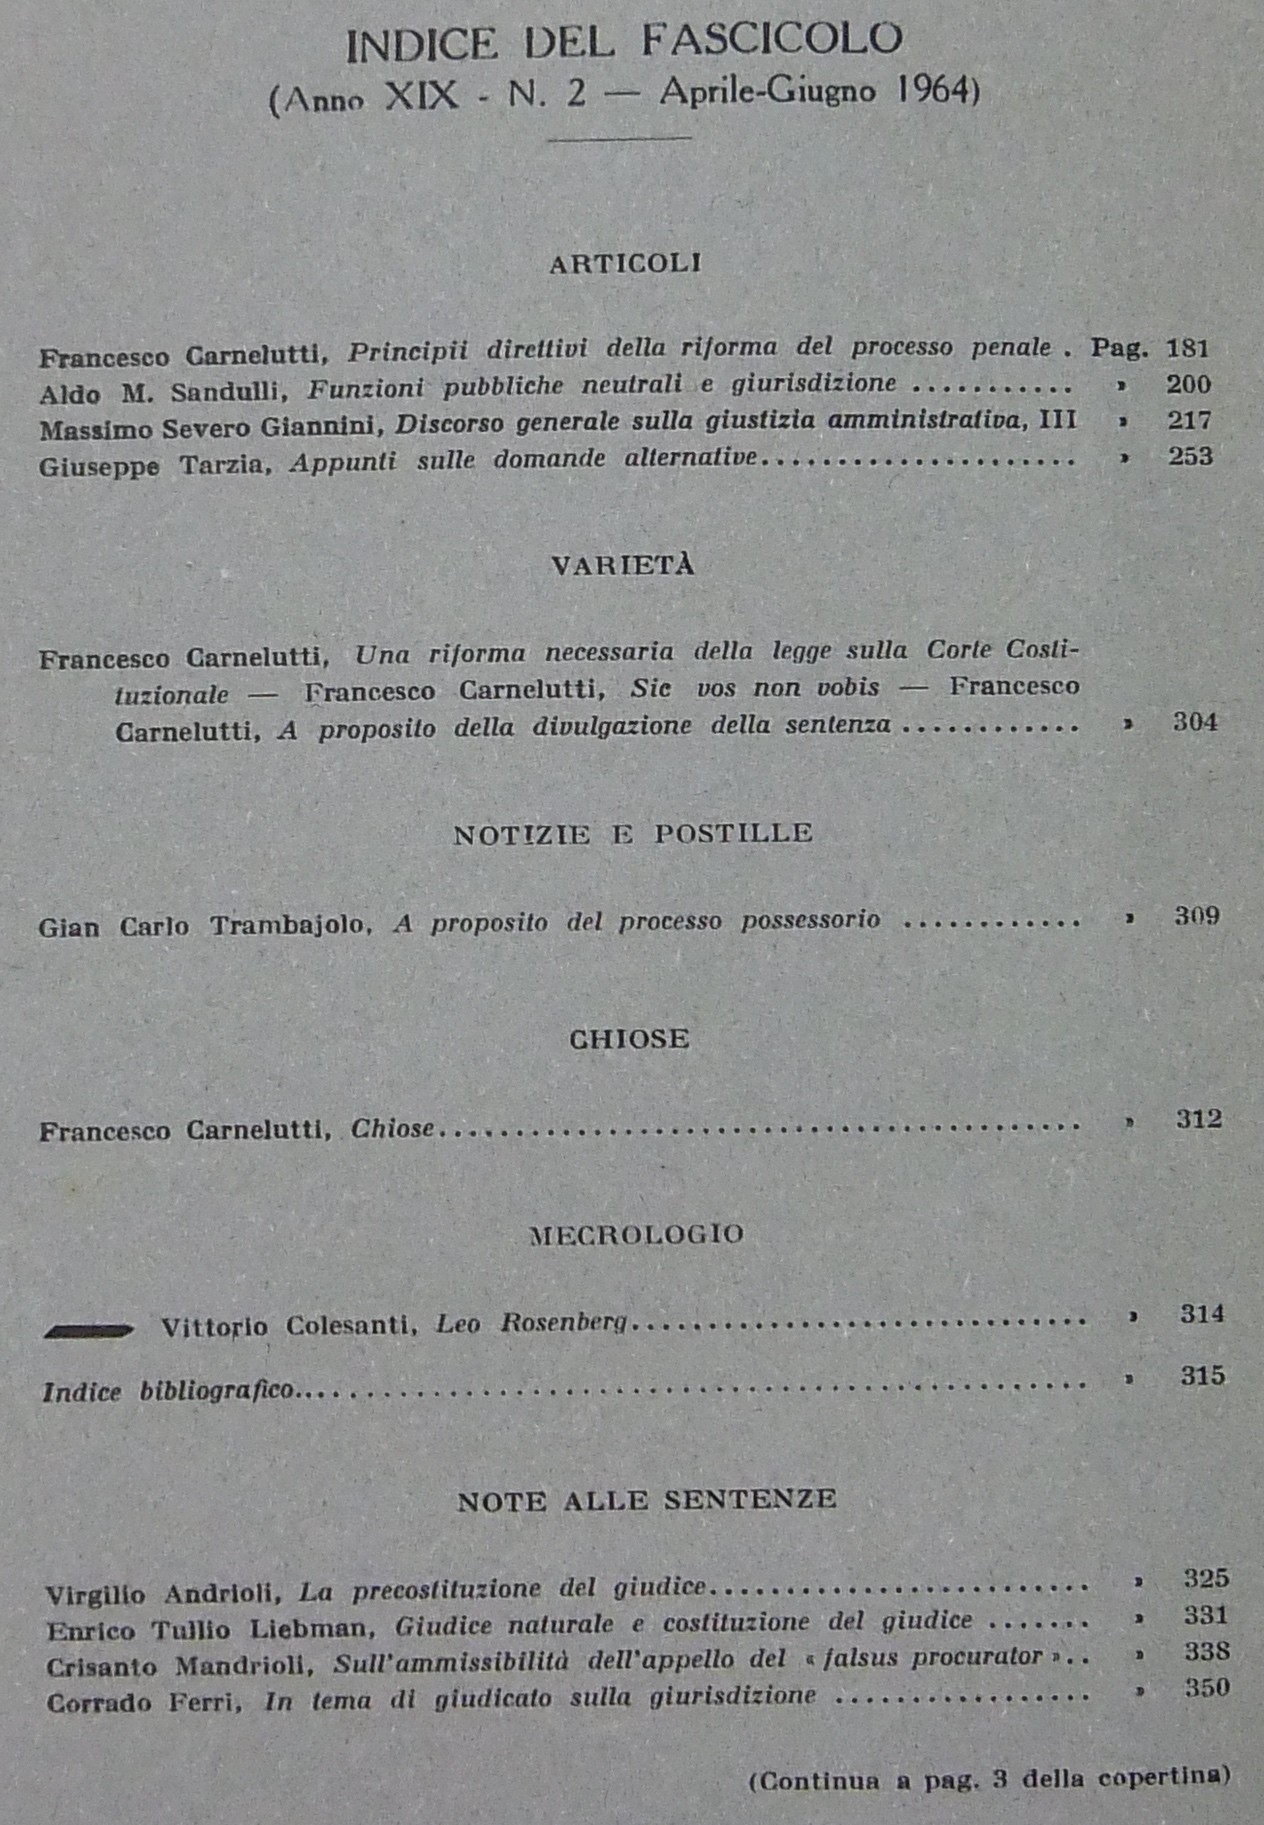 INDICE DEL FASCICOLO
(Anno XIX - N. 2 — Aprile-Giugno 1964)
ARTICOLI
Francesco Carnelutti, Principii direttivi della riforma del processo penale . Pag. 181
Aldo M. Sandulli, Funzioni pubbliche neutrali e giurisdizione ........... » 200
Massimo Severo Giannini, Discorso generale sulla giustizia amministrativa, III » 217
Giuseppe Tarzia, Appunti sulle domande alternative..................... » 253
VARIETÀ
Francesco Carnelutti, Una riforma necessaria della legge sulla Corte Costi-
tuzionale — Francesco Carnelutti, Sic vos non vobis — Francesco
Carnelutti, A proposito della divulgazione della sentenza ............ » 304
NOTIZIE E POSTILLE
Gian Carlo Trambajolo, A proposito del processo possessorio ............ » 309
CHIOSE
Francesco Carnelutti, Chiose........................................... » 312
MECROLOGIO
Vittorio Colesanti, Leo Rosenberg.............................. » 314
Indice bibliografico.................................................... » 315
NOTE ALLE SENTENZE
Virgilio Andrioli, La precostituzione del giudice......................... » 325
Enrico Tullio Liebman, Giudice naturale e costituzione del giudice ....... » 331
Crisanto Mandrioli, Sull'ammissibilità dell'appello del « falsus procurator ».. » 338
Corrado Ferri, In tema di giudicato sulla giurisdizione ................. » 350
(Continua a pag. 3 della copertina)